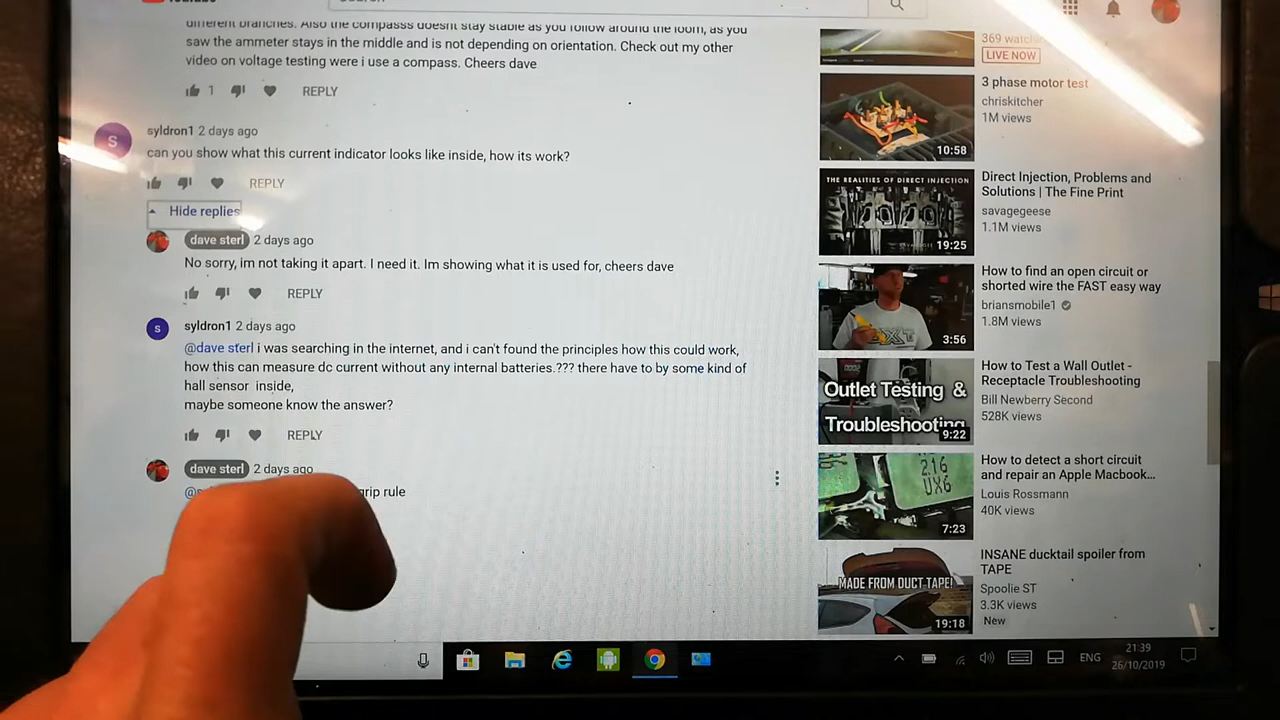 different branches. Also the compasss doesnt stay stable as you follow around the loom, as you
saw the ammeter stays in the middle and is not depending on orientation. Check out my other
video on voltage testing were i use a compass. Cheers dave
1 REPLY
syldron1 2 days ago
can you show what this current indicator looks like inside, how its work?
REPLY
Hide replies
dave sterl 2 days ago
No sorry, im not taking it apart. I need it. Im showing what it is used for, cheers dave
REPLY
S
S
syldron1 2 days ago
@dave sterl i was searching in the internet, and i can't found the principles how this could work,
how this can measure dc current without any internal batteries.??? there have to by some kind of
hall sensor inside,
maybe someone know the answer?
REPLY
dave sterl 2 days ago
grip rule
369 watching
LIVE NOW
3 phase motor test
chriskitcher
1M views
10:58
THE REALITIES OF DIRECT INJECTION
Direct Injection, Problems and
Solutions | The Fine Print
savagegeese
1.1M views
19:25
How to find an open circuit or
shorted wire the FAST easy way
briansmobile1
1.8M views
3:56
Outlet Testing &
Troubleshooting
How to Test a Wall Outlet -
Receptacle Troubleshooting
Bill Newberry Second
528K views
9:22
216
UX6
How to detect a short circuit
and repair an Apple Macbook...
Louis Rossmann
40K views
7:23
MADE FROM DUCT TAPE!
INSANE ducktail spoiler from
TAPE
Spoolie ST
3.3K views
New
19:18
ENG
21:39
26/10/2019